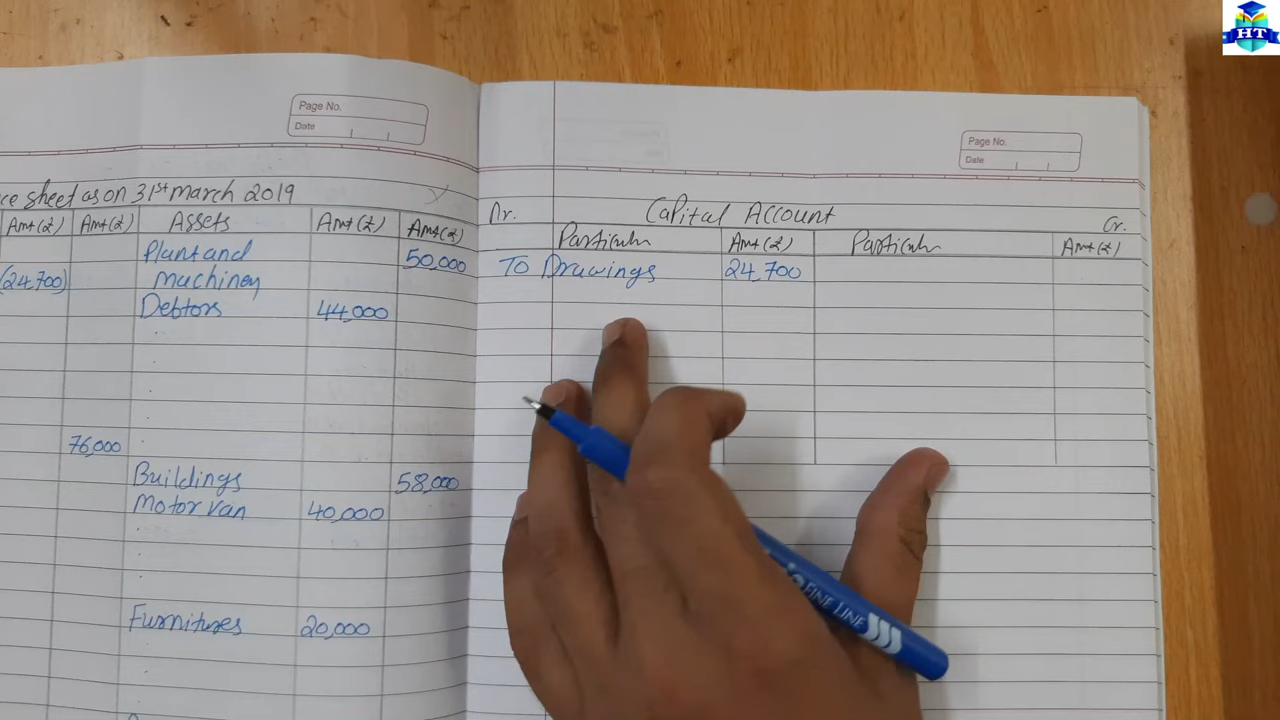 HT
Page No.
Date
ce sheet as on 31st March 2019
Amt(₹) Amt(₹) Assets Amt(₹) Amt(₹)
Plant and 50,000
(24,700) machinery
Debtors 44,000
76,000
Buildings 58,000
Motor van 40,000
Furnitures 20,000
Page No.
Date
Capital Account
Dr. Cr.
Particular Amt(₹) Particular Amt(₹)
To Drawings 24,700
FINE LINE